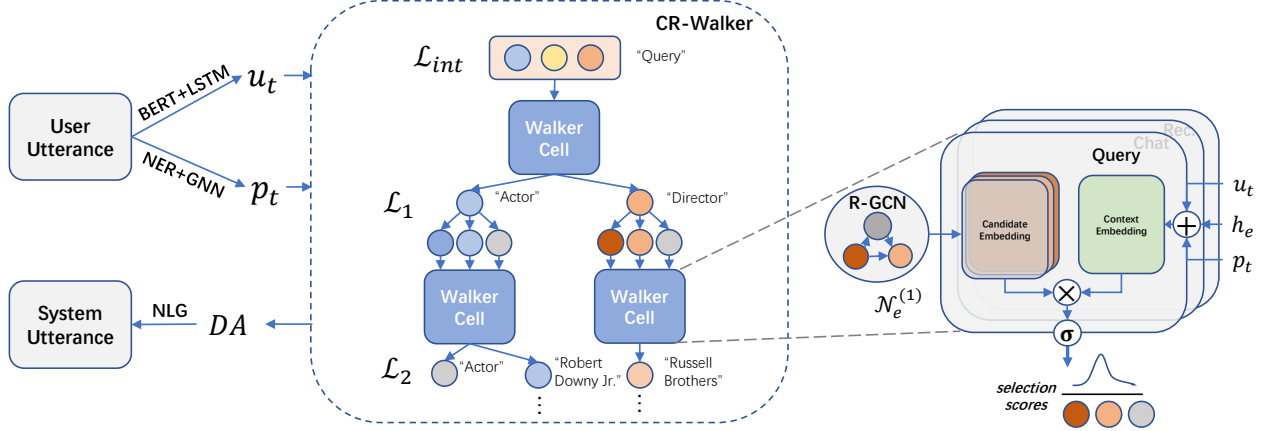 CR-Walker
ℒ_int
"Query"
BERT+LSTM
u_t
User
Utterance
NER+GNN
p_t
Walker
Cell
ℒ_1
"Actor"
"Director"
Walker
Cell
Walker
Cell
System
Utterance
NLG
DA
ℒ_2
"Actor"
"Robert
Downy Jr."
"Russell
Brothers"
⋮
⋮
Rec.
Chat
Query
R-GCN
𝒩_e^(1)
Candidate
Embedding
Context
Embedding
u_t
+
h_e
p_t
×
σ
selection
scores